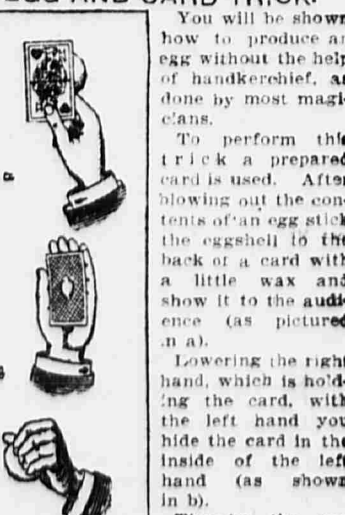 EGG AND CARD TRICK.
You will be shown
how to produce an
egg without the help
of handkerchief, as
done by most magi-
cians.
To perform this
trick a prepared
card is used. After
blowing out the con-
tents of an egg stick
the eggshell to the
back of a card with
a little wax and
show it to the audi-
ence (as pictured
in a).
Lowering the right
hand, which is hold-
ing the card, with
the left hand you
hide the card in the
inside of the left
hand (as shown
in b).
a